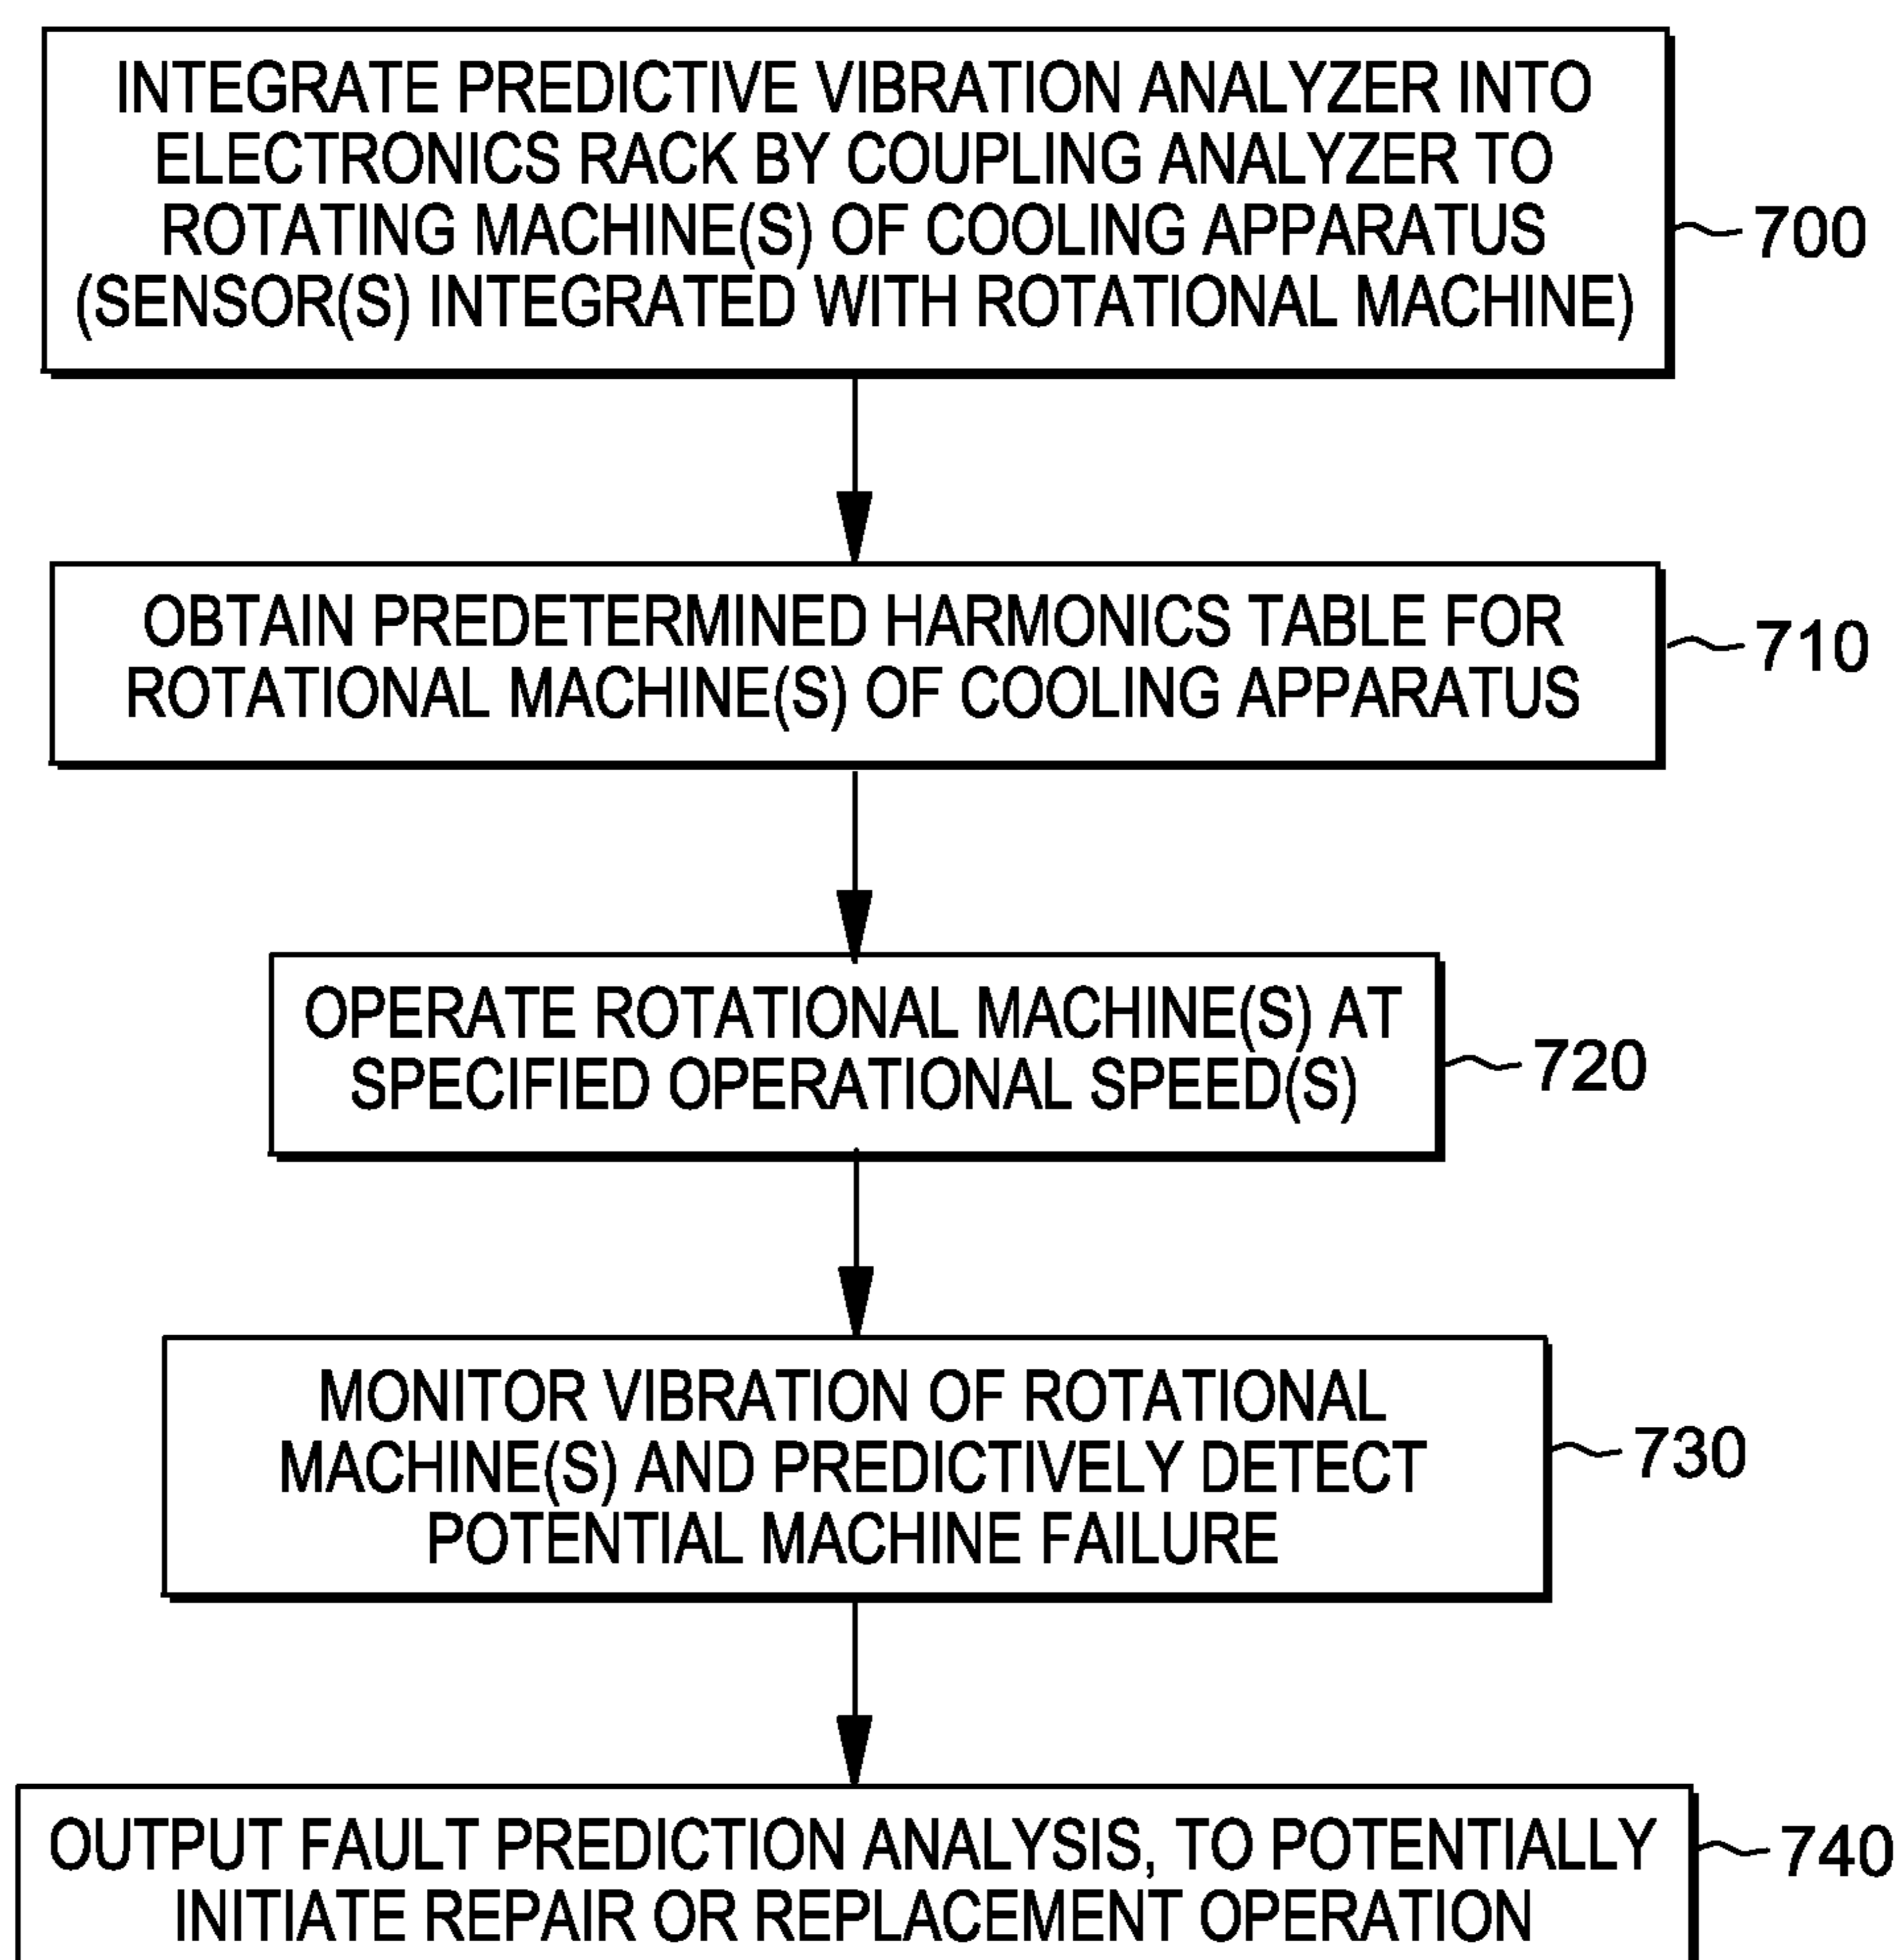 INTEGRATE PREDICTIVE VIBRATION ANALYZER INTO
ELECTRONICS RACK BY COUPLING ANALYZER TO
ROTATING MACHINE(S) OF COOLING APPARATUS
(SENSOR(S) INTEGRATED WITH ROTATIONAL MACHINE)
700
OBTAIN PREDETERMINED HARMONICS TABLE FOR
ROTATIONAL MACHINE(S) OF COOLING APPARATUS
710
OPERATE ROTATIONAL MACHINE(S) AT
SPECIFIED OPERATIONAL SPEED(S)
720
MONITOR VIBRATION OF ROTATIONAL
MACHINE(S) AND PREDICTIVELY DETECT
POTENTIAL MACHINE FAILURE
730
OUTPUT FAULT PREDICTION ANALYSIS, TO POTENTIALLY
INITIATE REPAIR OR REPLACEMENT OPERATION
740